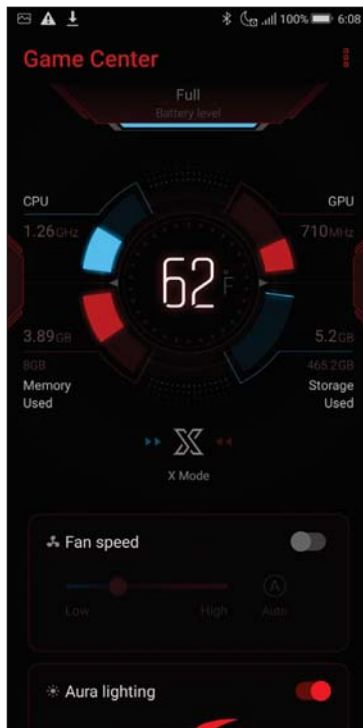 100% 6:08
Game Center
Full
Battery level
CPU
GPU
1.26GHz
710MHz
62°F
3.89GB
5.2GB
8GB
465.2GB
Memory
Used
Storage
Used
X Mode
Fan speed
Low
High
A
Auto
Aura lighting